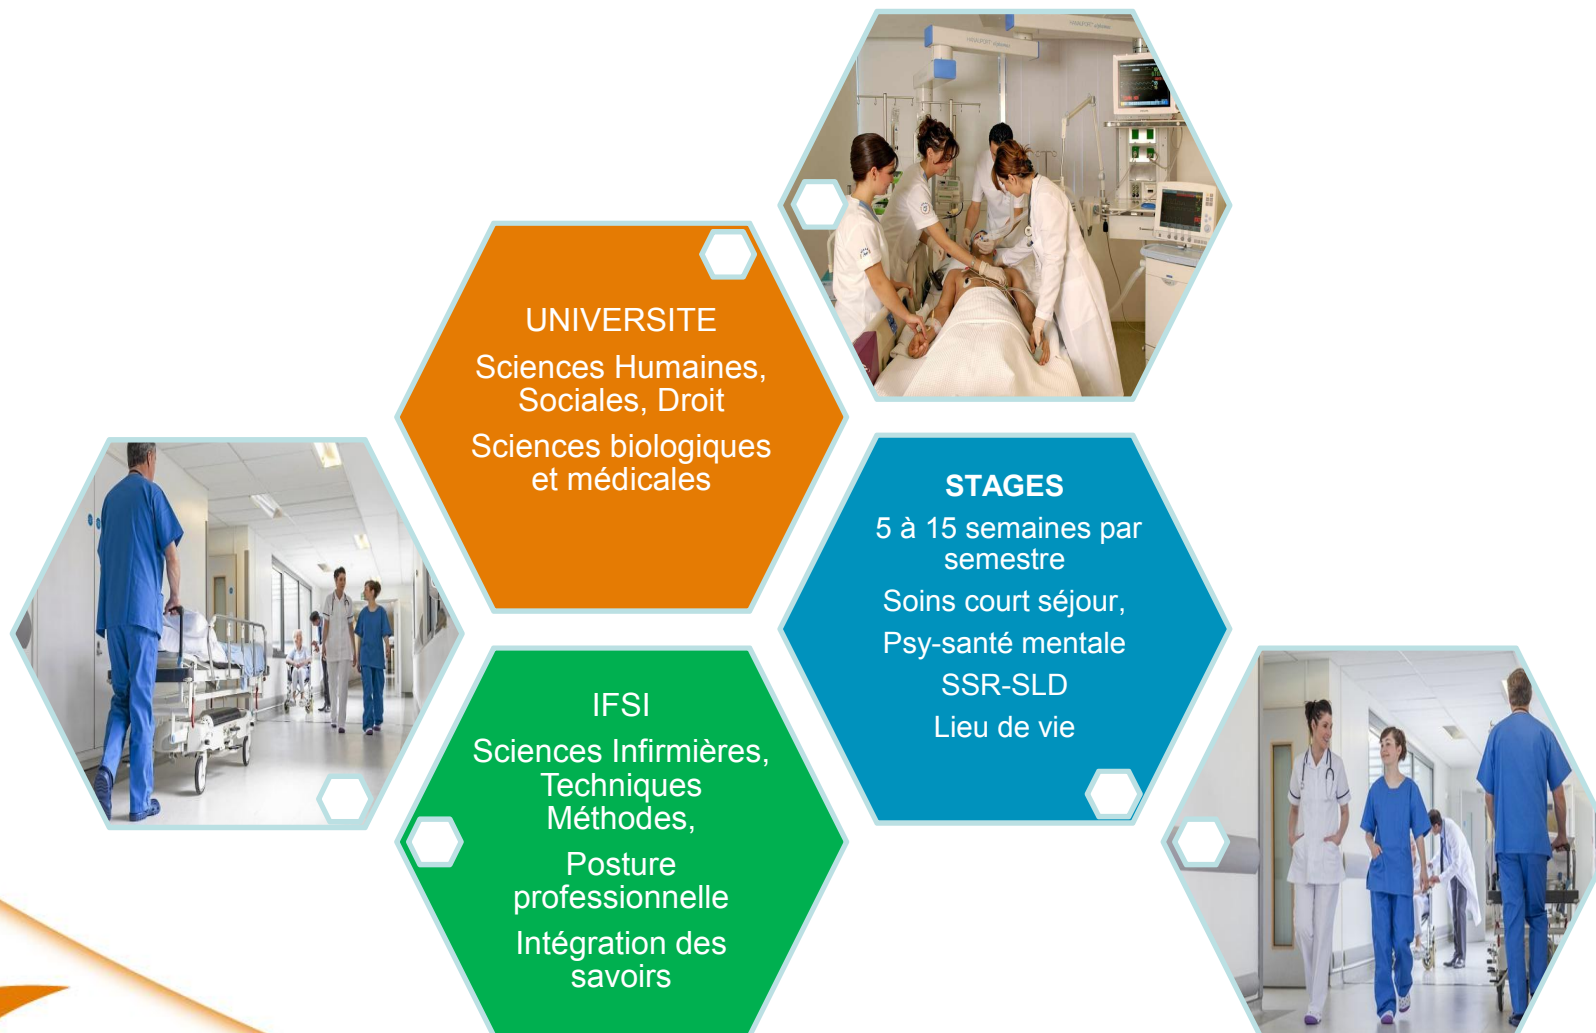 UNIVERSITE
Sciences Humaines,
Sociales, Droit
Sciences biologiques
et médicales
STAGES
5 à 15 semaines par
semestre
Soins court séjour,
Psy-santé mentale
SSR-SLD
Lieu de vie
IFSI
Sciences Infirmières,
Techniques
Méthodes,
Posture
professionnelle
Intégration des
savoirs